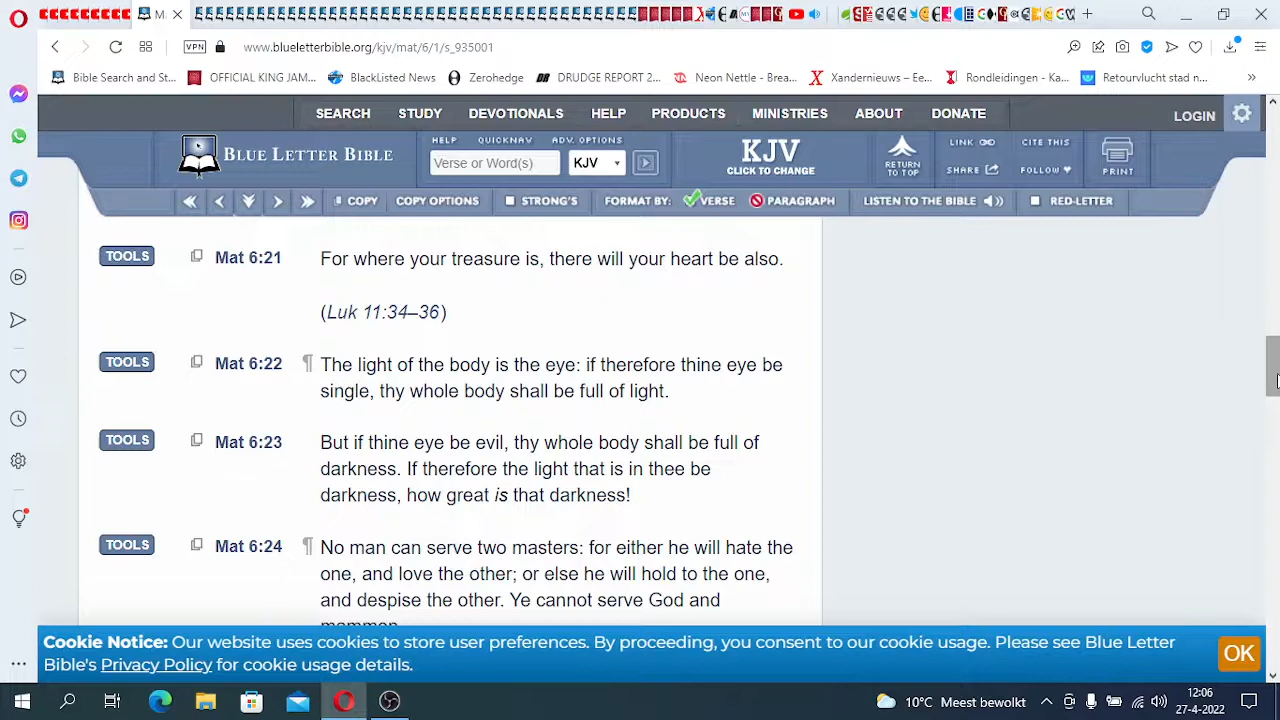 Ma
VPN
www.blueletterbible.org/kjv/mat/6/1/s_935001
Bible Search and St...
OFFICIAL KING JAM...
BlackListed News
Zerohedge
DRUDGE REPORT 2...
Neon Nettle - Brea...
Xandernieuws – Ee...
Rondleidingen - Ka...
Retourvlucht stad n...
SEARCH STUDY DEVOTIONALS HELP PRODUCTS MINISTRIES ABOUT DONATE
LOGIN
BLUE LETTER BIBLE
HELP QUICKNAV ADV. OPTIONS
Verse or Word(s)
KJV
KJV
CLICK TO CHANGE
RETURN
TO TOP
LINK
CITE THIS
SHARE
FOLLOW
PRINT
COPY COPY OPTIONS STRONG'S FORMAT BY: VERSE PARAGRAPH LISTEN TO THE BIBLE RED-LETTER
TOOLS Mat 6:21 For where your treasure is, there will your heart be also.
(Luk 11:34–36)
TOOLS Mat 6:22 ¶ The light of the body is the eye: if therefore thine eye be
single, thy whole body shall be full of light.
TOOLS Mat 6:23 But if thine eye be evil, thy whole body shall be full of
darkness. If therefore the light that is in thee be
darkness, how great is that darkness!
TOOLS Mat 6:24 ¶ No man can serve two masters: for either he will hate the
one, and love the other; or else he will hold to the one,
and despise the other. Ye cannot serve God and
mammon.
Cookie Notice: Our website uses cookies to store user preferences. By proceeding, you consent to our cookie usage. Please see Blue Letter
Bible's Privacy Policy for cookie usage details.
OK
10°C Meest bewolkt
12:06
27-4-2022